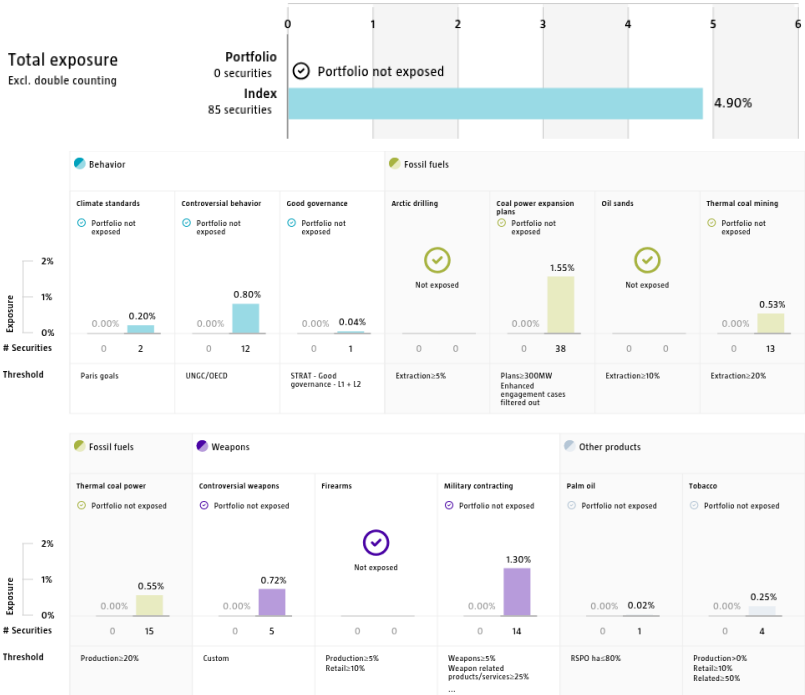 0 1 2 3 4 5 6
Total exposure
Excl. double counting
Portfolio
0 securities
Portfolio not exposed
Index
85 securities
4.90%
Behavior
Fossil fuels
Climate standards
Portfolio not
exposed
Controversial behavior
Portfolio not
exposed
Good governance
Portfolio not
exposed
Arctic drilling
Not exposed
Coal power expansion
plans
Portfolio not
exposed
Oil sands
Not exposed
Thermal coal mining
Portfolio not
exposed
Exposure
2%
1%
0%
0.00% 0.20%
0.00% 0.80%
0.00% 0.04%
0.00% 1.55%
0.00% 0.53%
# Securities
0 2
0 12
0 1
0 0
0 38
0 0
0 13
Threshold
Paris goals
UNGC/OECD
STRAT - Good
governance - L1 + L2
Extraction≥5%
Plans≥300MW
Enhanced
engagement cases
filtered out
Extraction≥10%
Extraction≥20%
Fossil fuels
Weapons
Other products
Thermal coal power
Portfolio not exposed
Controversial weapons
Portfolio not exposed
Firearms
Not exposed
Military contracting
Portfolio not exposed
Palm oil
Portfolio not exposed
Tobacco
Portfolio not exposed
Exposure
2%
1%
0%
0.00% 0.55%
0.00% 0.72%
0.00% 1.30%
0.00% 0.02%
0.00% 0.25%
# Securities
0 15
0 5
0 0
0 14
0 1
0 4
Threshold
Production≥20%
Custom
Production≥5%
Retail≥10%
Weapons≥5%
Weapon related
products/services≥25%
...
RSPO ha≤80%
Production>0%
Retail≥10%
Related≥50%